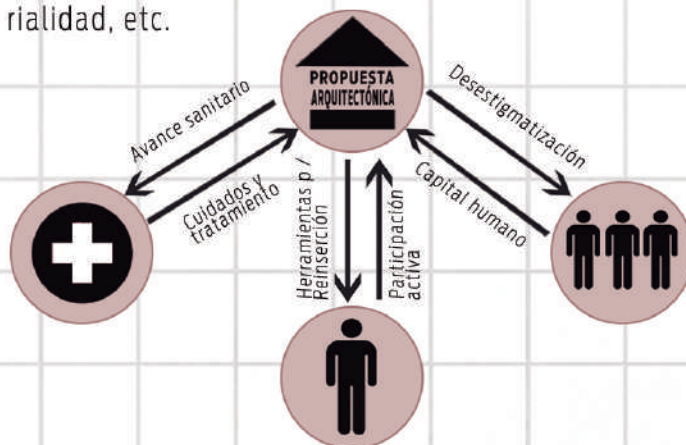 rialidad, etc.
PROPUESTA
ARQUITECTÓNICA
Avance sanitario
Cuidados y
tratamiento
Herramientas p /
Reinserción
Participación
activa
Desestigmatización
Capital humano